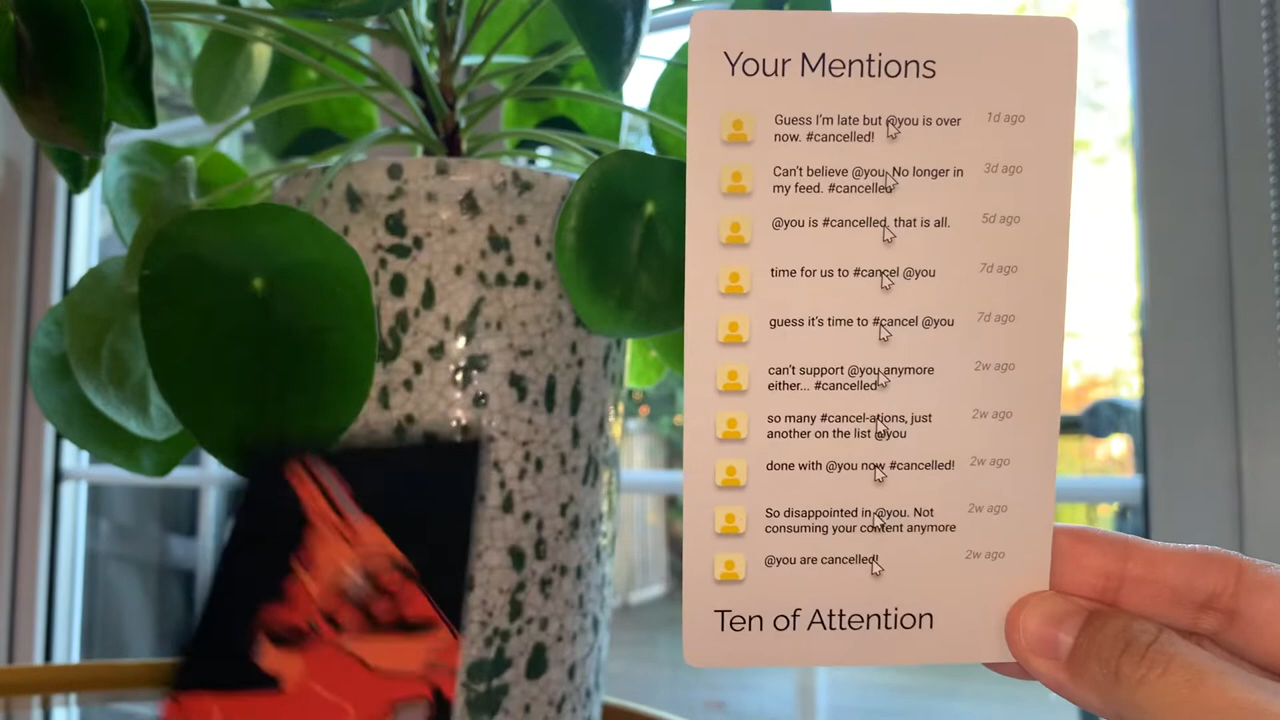 Your Mentions
Guess I'm late but @you is over 1d ago
now. #cancelled!
Can't believe @you. No longer in 3d ago
my feed. #cancelled
@you is #cancelled, that is all. 5d ago
time for us to #cancel @you 7d ago
guess it's time to #cancel @you 7d ago
can't support @you anymore 2w ago
either... #cancelled
so many #cancel-ations, just 2w ago
another on the list @you
done with @you now #cancelled! 2w ago
So disappointed in @you. Not 2w ago
consuming your content anymore
@you are cancelled! 2w ago
Ten of Attention